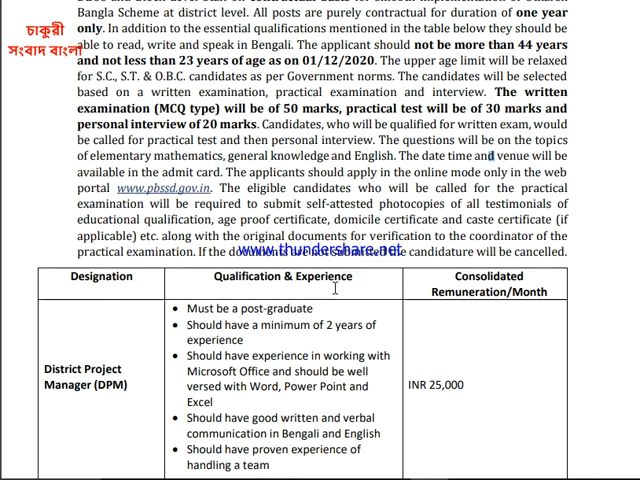 Bangla Scheme at district level. All posts are purely contractual for duration of one year
only. In addition to the essential qualifications mentioned in the table below they should be
able to read, write and speak in Bengali. The applicant should not be more than 44 years
and not less than 23 years of age as on 01/12/2020. The upper age limit will be relaxed
for S.C., S.T. & O.B.C. candidates as per Government norms. The candidates will be selected
based on a written examination, practical examination and interview. The written
examination (MCQ type) will be of 50 marks, practical test will be of 30 marks and
personal interview of 20 marks. Candidates, who will be qualified for written exam, would
be called for practical test and then personal interview. The questions will be on the topics
of elementary mathematics, general knowledge and English. The date time and venue will be
available in the admit card. The applicants should apply in the online mode only in the web
portal www.pbssd.gov.in. The eligible candidates who will be called for the practical
examination will be required to submit self-attested photocopies of all testimonials of
educational qualification, age proof certificate, domicile certificate and caste certificate (if
applicable) etc. along with the original documents for verification to the coordinator of the
practical examination. If the documents are not submitted the candidature will be cancelled.
চাকুরী
সংবাদ বাংলা
www.thundershare.net
Designation
Qualification & Experience
Consolidated
Remuneration/Month
District Project
Manager (DPM)
• Must be a post-graduate
• Should have a minimum of 2 years of
experience
• Should have experience in working with
Microsoft Office and should be well
versed with Word, Power Point and
Excel
• Should have good written and verbal
communication in Bengali and English
• Should have proven experience of
handling a team
INR 25,000